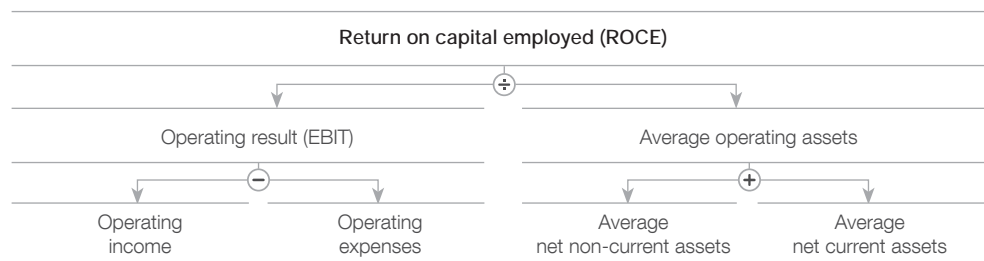 Return on capital employed (ROCE)
÷
Operating result (EBIT)
Average operating assets
−
+
Operating
income
Operating
expenses
Average
net non-current assets
Average
net current assets